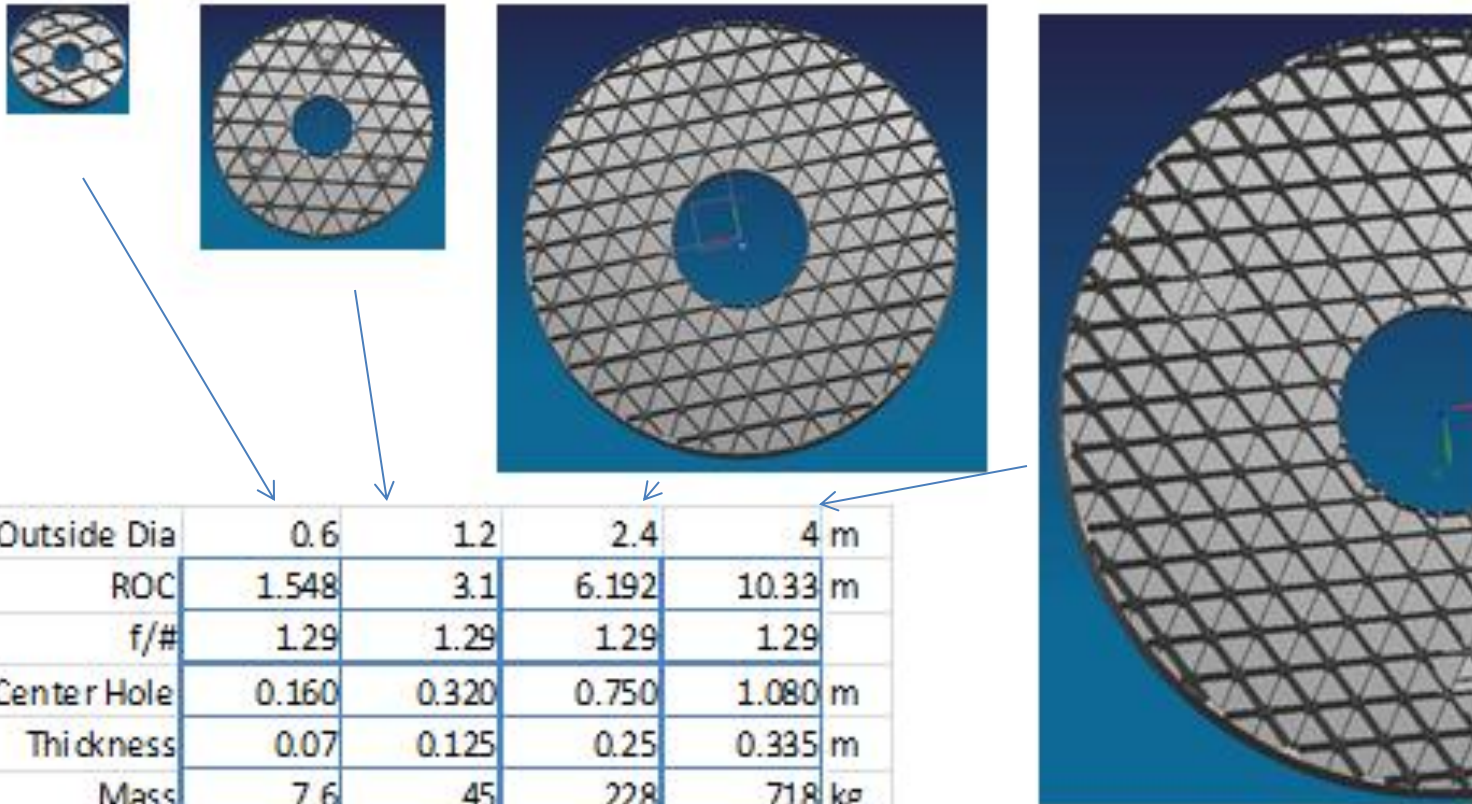 Outside Dia 0.6 1.2 2.4 4 m
ROC 1.548 3.1 6.192 10.33 m
f/# 1.29 1.29 1.29 1.29
Center Hole 0.160 0.320 0.750 1.080 m
Thickness 0.07 0.125 0.25 0.335 m
Mass 7.6 45 228 718 kg